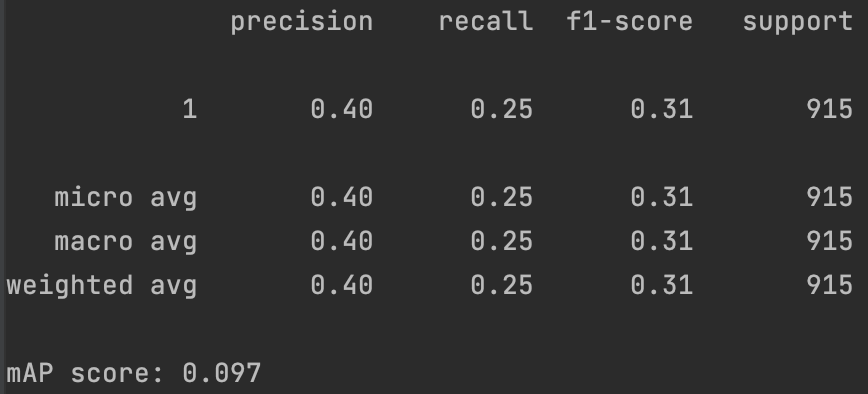 precision recall f1-score support
1 0.40 0.25 0.31 915
micro avg 0.40 0.25 0.31 915
macro avg 0.40 0.25 0.31 915
weighted avg 0.40 0.25 0.31 915
mAP score: 0.097